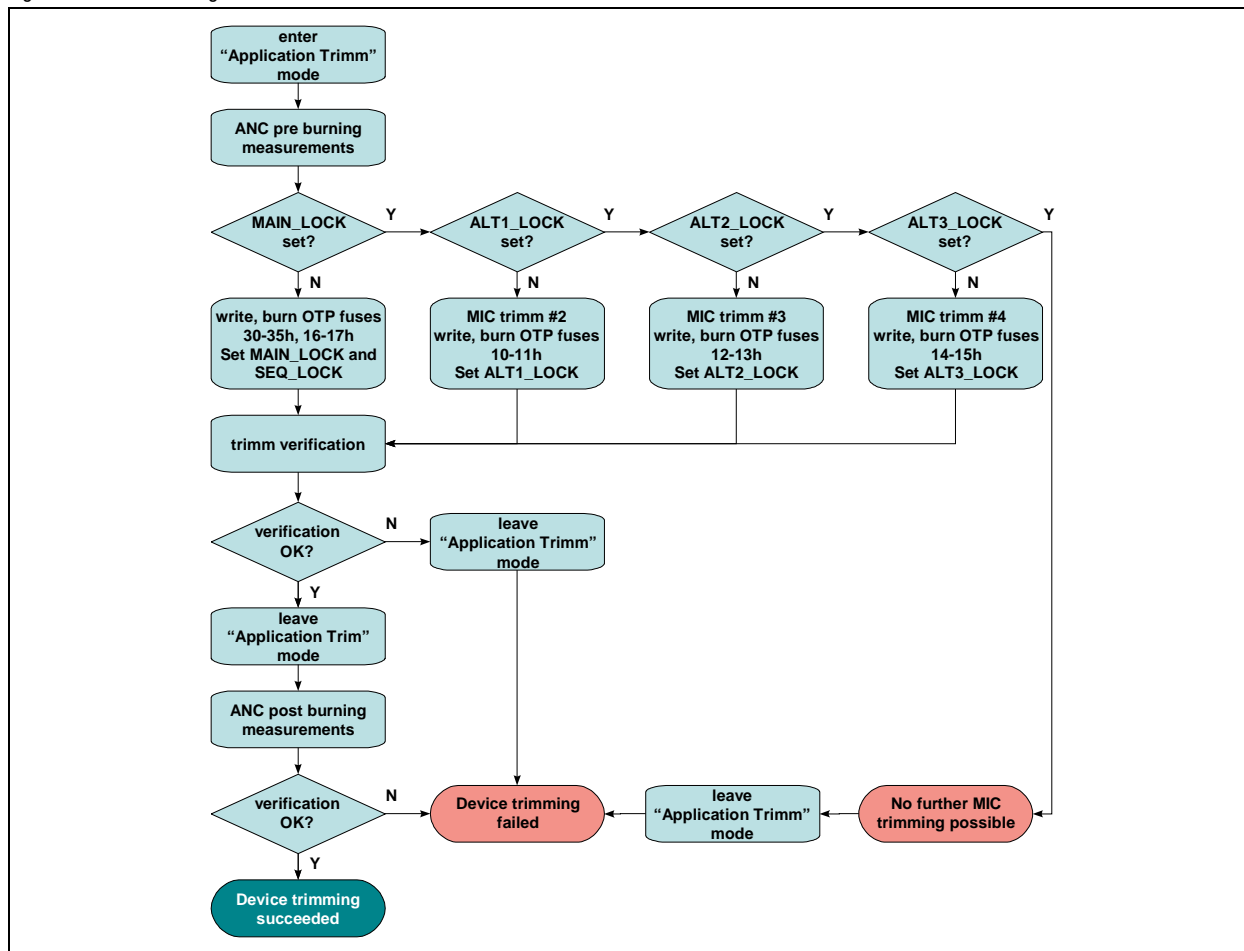 enter
“Application Trimm”
mode
ANC pre burning
measurements
MAIN_LOCK
set?
Y
ALT1_LOCK
set?
Y
ALT2_LOCK
set?
Y
ALT3_LOCK
set?
Y
N
N
N
N
write, burn OTP fuses
30-35h, 16-17h
Set MAIN_LOCK and
SEQ_LOCK
MIC trimm #2
write, burn OTP fuses
10-11h
Set ALT1_LOCK
MIC trimm #3
write, burn OTP fuses
12-13h
Set ALT2_LOCK
MIC trimm #4
write, burn OTP fuses
14-15h
Set ALT3_LOCK
trimm verification
verification
OK?
N
leave
“Application Trimm”
mode
Y
leave
“Application Trim”
mode
ANC post burning
measurements
verification
OK?
N
Device trimming
failed
leave
“Application Trimm”
mode
No further MIC
trimming possible
Y
Device trimming
succeeded